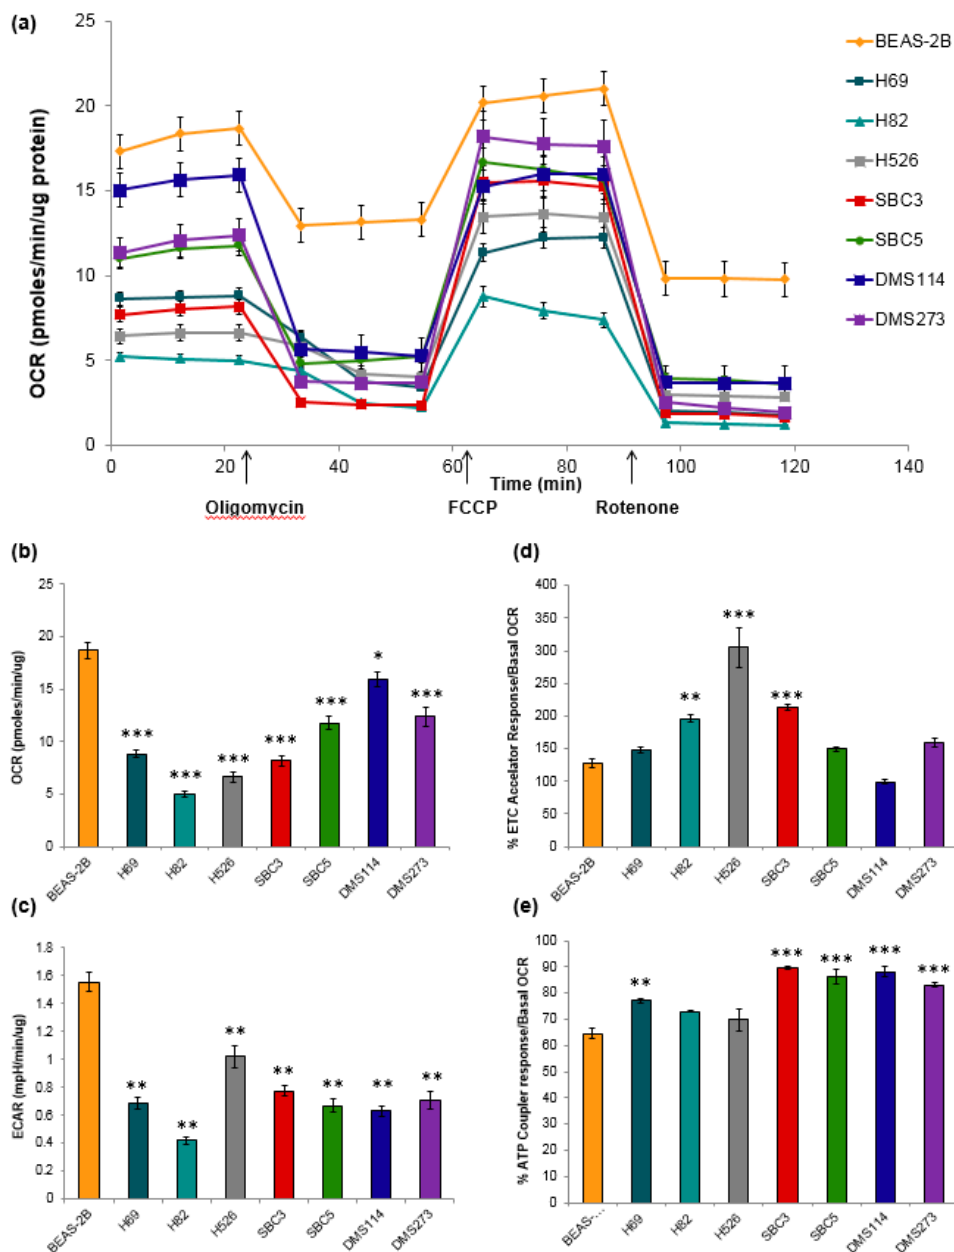 (a)
OCR (pmoles/min/ug protein)
25
20
15
10
5
0
0 20 40 60 80 100 120 140
Time (min)
Oligomycin FCCP Rotenone
BEAS-2B
H69
H82
H526
SBC3
SBC5
DMS114
DMS273
(b)
OCR (pmoles/min/ug)
25
20
15
10
5
0
*** *** *** *** *** * ***
BEAS-2B H69 H82 H526 SBC3 SBC5 DMS114 DMS273
(d)
% ETC Accelator Response/Basal OCR
400
350
300
250
200
150
100
50
0
** *** ***
BEAS-2B H69 H82 H526 SBC3 SBC5 DMS114 DMS273
(c)
ECAR (mpH/min/ug)
1.8
1.6
1.4
1.2
1
0.8
0.6
0.4
0.2
0
** ** ** ** ** ** **
BEAS-2B H69 H82 H526 SBC3 SBC5 DMS114 DMS273
(e)
% ATP Coupler response/Basal OCR
100
90
80
70
60
50
40
30
20
10
0
** *** *** *** ***
BEAS-... H69 H82 H526 SBC3 SBC5 DMS114 DMS273